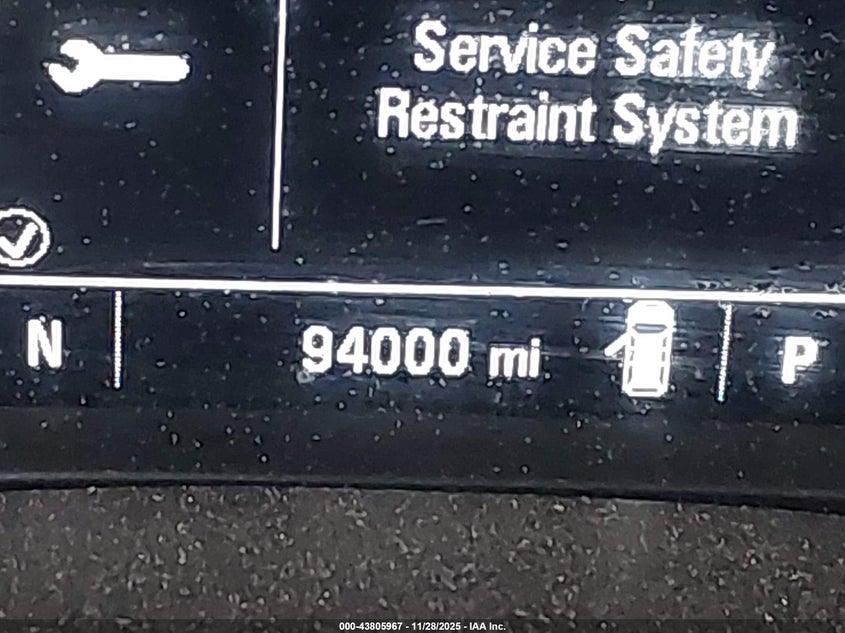 Service Safety
Restraint System
N
94000 mi
P
000-43805967 - 11/28/2025 - IAA Inc.